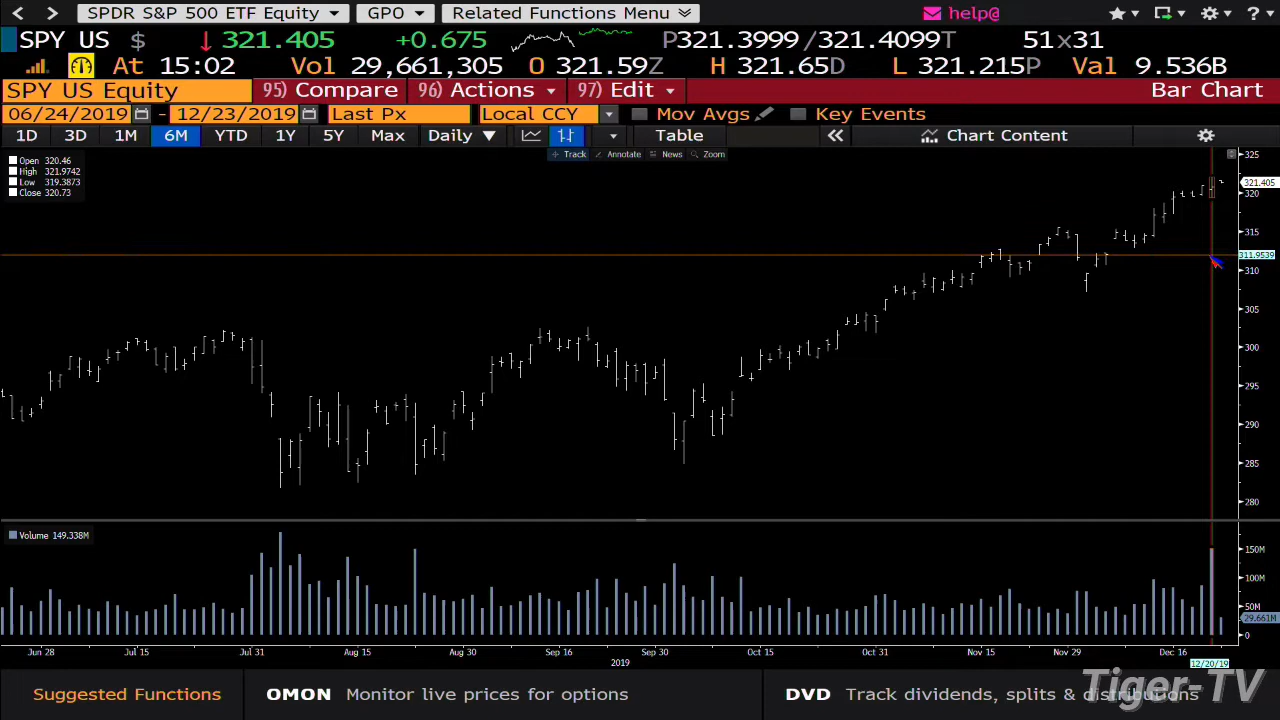 SPDR S&P 500 ETF Equity GPO Related Functions Menu help@
SPY US $ 321.405 +0.675 P321.3999 /321.4099T 51x31
At 15:02 Vol 29,661,305 O 321.59Z H 321.65D L 321.215P Val 9.536B
SPY US Equity 95) Compare 96) Actions 97) Edit Bar Chart
06/24/2019 - 12/23/2019 Last Px Local CCY Mov Avgs Key Events
1D 3D 1M 6M YTD 1Y 5Y Max Daily Table Chart Content
Track Annotate News Zoom
Open 320.46
High 321.9742
Low 319.3873
Close 320.73
325
321.405
320
315
311.9539
310
305
300
295
290
285
280
Volume 149.338M
150M
100M
50M
29.661M
0
Jun 28 Jul 15 Jul 31 Aug 15 Aug 30 Sep 16 Sep 30 Oct 15 Oct 31 Nov 15 Nov 29 Dec 16
2019 12/20/19
Suggested Functions OMON Monitor live prices for options DVD Track dividends, splits & distributions
Tiger-TV